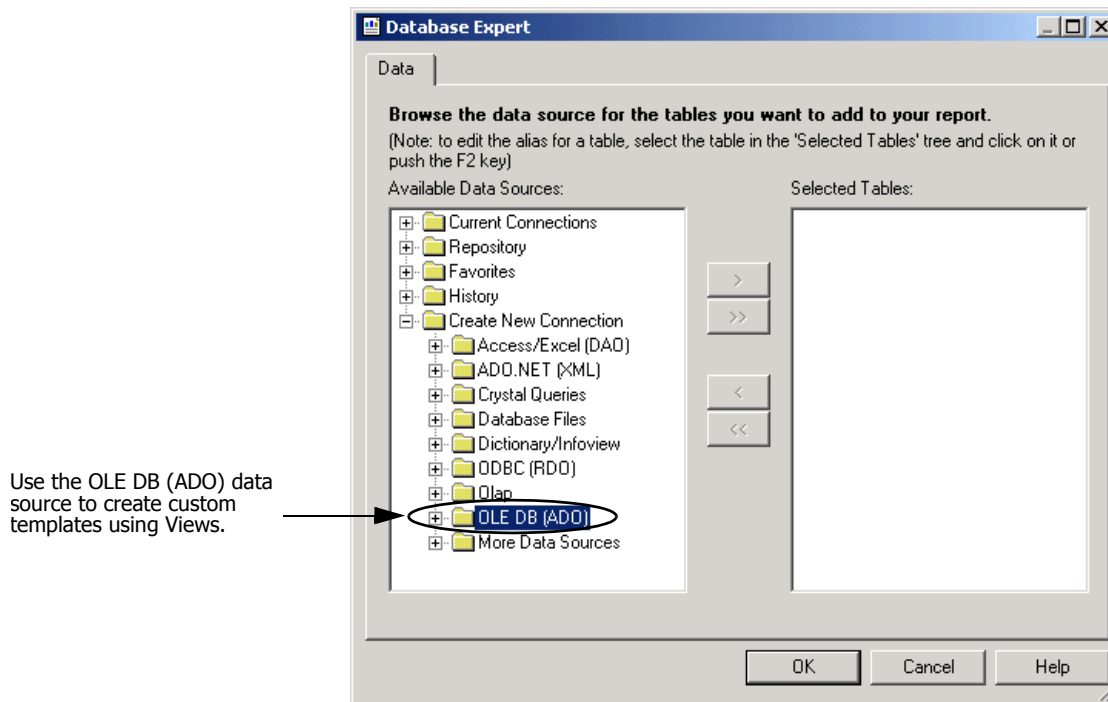 Database Expert
Data
Browse the data source for the tables you want to add to your report.
(Note: to edit the alias for a table, select the table in the 'Selected Tables' tree and click on it or
push the F2 key)
Available Data Sources:
Selected Tables:
Current Connections
Repository
Favorites
History
Create New Connection
Access/Excel (DAO)
ADO.NET (XML)
Crystal Queries
Database Files
Dictionary/Infoview
ODBC (RDO)
Olap
OLE DB (ADO)
More Data Sources
>
>>
<
<<
Use the OLE DB (ADO) data
source to create custom
templates using Views.
OK
Cancel
Help